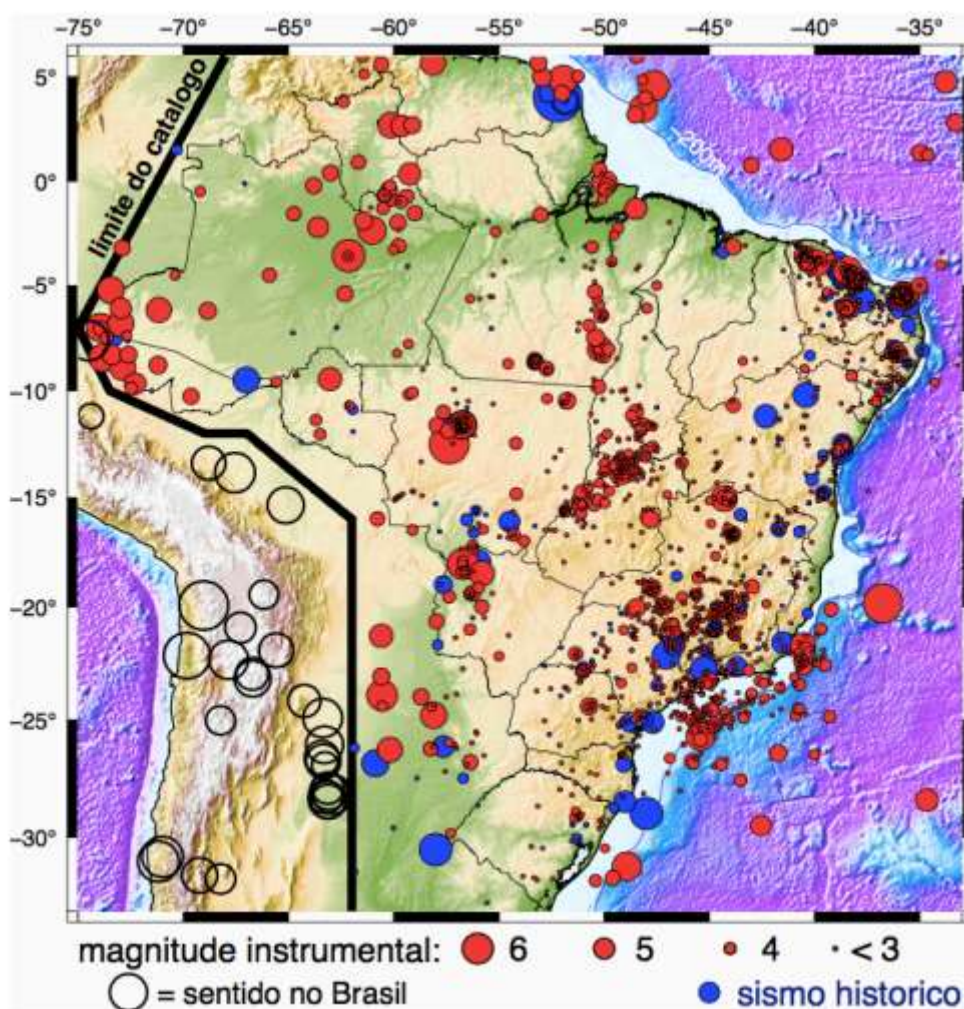 −75° −70° −65° −60° −55° −50° −45° −40° −35°
5°
0°
−5°
−10°
−15°
−20°
−25°
−30°
limite do catalogo
−200m
magnitude instrumental: 6 5 4 < 3
= sentido no Brasil sismo historico